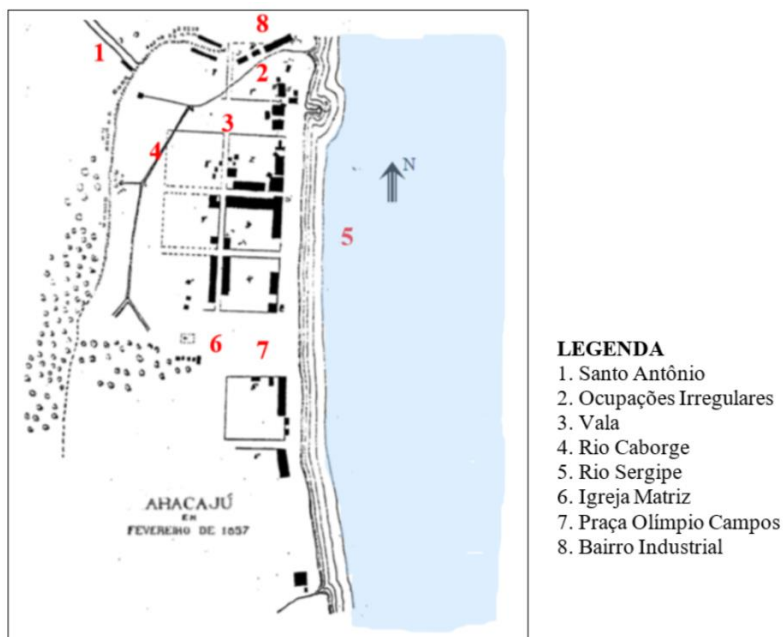 8
1
2
3
4
N
5
6
7
ARACAJÚ
EM
FEVEREIRO DE 1857
LEGENDA
1. Santo Antônio
2. Ocupações Irregulares
3. Vala
4. Rio Caborge
5. Rio Sergipe
6. Igreja Matriz
7. Praça Olímpio Campos
8. Bairro Industrial